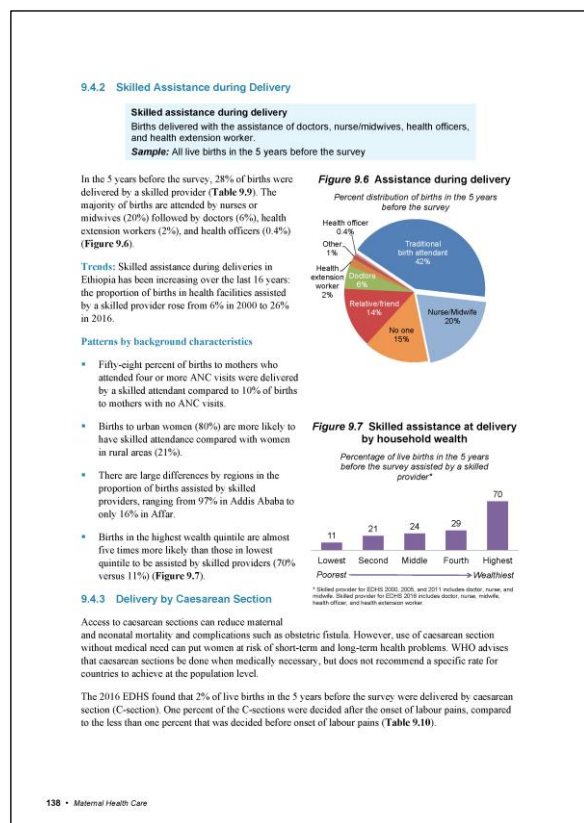 9.4.2 Skilled Assistance during Delivery
Skilled assistance during delivery
Births delivered with the assistance of doctors, nurse/midwives, health officers,
and health extension worker.
Sample: All live births in the 5 years before the survey
In the 5 years before the survey, 28% of births were
delivered by a skilled provider (Table 9.9). The
majority of births are attended by nurses or
midwives (20%) followed by doctors (6%), health
extension workers (2%), and health officers (0.4%)
(Figure 9.6).
Trends: Skilled assistance during deliveries in
Ethiopia has been increasing over the last 16 years:
the proportion of births in health facilities assisted
by a skilled provider rose from 6% in 2000 to 26%
in 2016.
Patterns by background characteristics
▪ Fifty-eight percent of births to mothers who
attended four or more ANC visits were delivered
by a skilled attendant compared to 10% of births
to mothers with no ANC visits.
▪ Births to urban women (80%) are more likely to
have skilled attendance compared with women
in rural areas (21%).
▪ There are large differences by regions in the
proportion of births assisted by skilled
providers, ranging from 97% in Addis Ababa to
only 16% in Affar.
▪ Births in the highest wealth quintile are almost
five times more likely than those in lowest
quintile to be assisted by skilled providers (70%
versus 11%) (Figure 9.7).
Figure 9.6 Assistance during delivery
Percent distribution of births in the 5 years
before the survey
Health officer
0.4%
Other
1%
Health
extension
worker
2%
Doctors
6%
Relative/friend
14%
No one
15%
Nurse/Midwife
20%
Traditional
birth attendant
42%
Figure 9.7 Skilled assistance at delivery
by household wealth
Percentage of live births in the 5 years
before the survey assisted by a skilled
provider*
11 21 24 29 70
Lowest Second Middle Fourth Highest
Poorest Wealthiest
* Skilled provider for EDHS 2000, 2005, and 2011 includes doctor, nurse, and
midwife. Skilled provider for EDHS 2016 includes doctor, nurse, midwife,
health officer, and health extension worker.
9.4.3 Delivery by Caesarean Section
Access to caesarean sections can reduce maternal
and neonatal mortality and complications such as obstetric fistula. However, use of caesarean section
without medical need can put women at risk of short-term and long-term health problems. WHO advises
that caesarean sections be done when medically necessary, but does not recommend a specific rate for
countries to achieve at the population level.
The 2016 EDHS found that 2% of live births in the 5 years before the survey were delivered by caesarean
section (C-section). One percent of the C-sections were decided after the onset of labour pains, compared
to the less than one percent that was decided before onset of labour pains (Table 9.10).
138 • Maternal Health Care